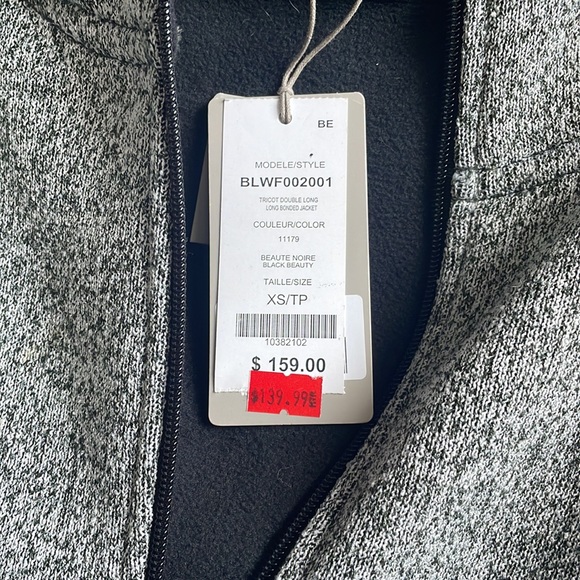 BE
MODELE/STYLE
BLWF002001
TRICOT DOUBLE LONG
LONG BONDED JACKET
COULEUR/COLOR
11179
BEAUTE NOIRE
BLACK BEAUTY
TAILLE/SIZE
XS/TP
10382102
$ 159.00
$139.99